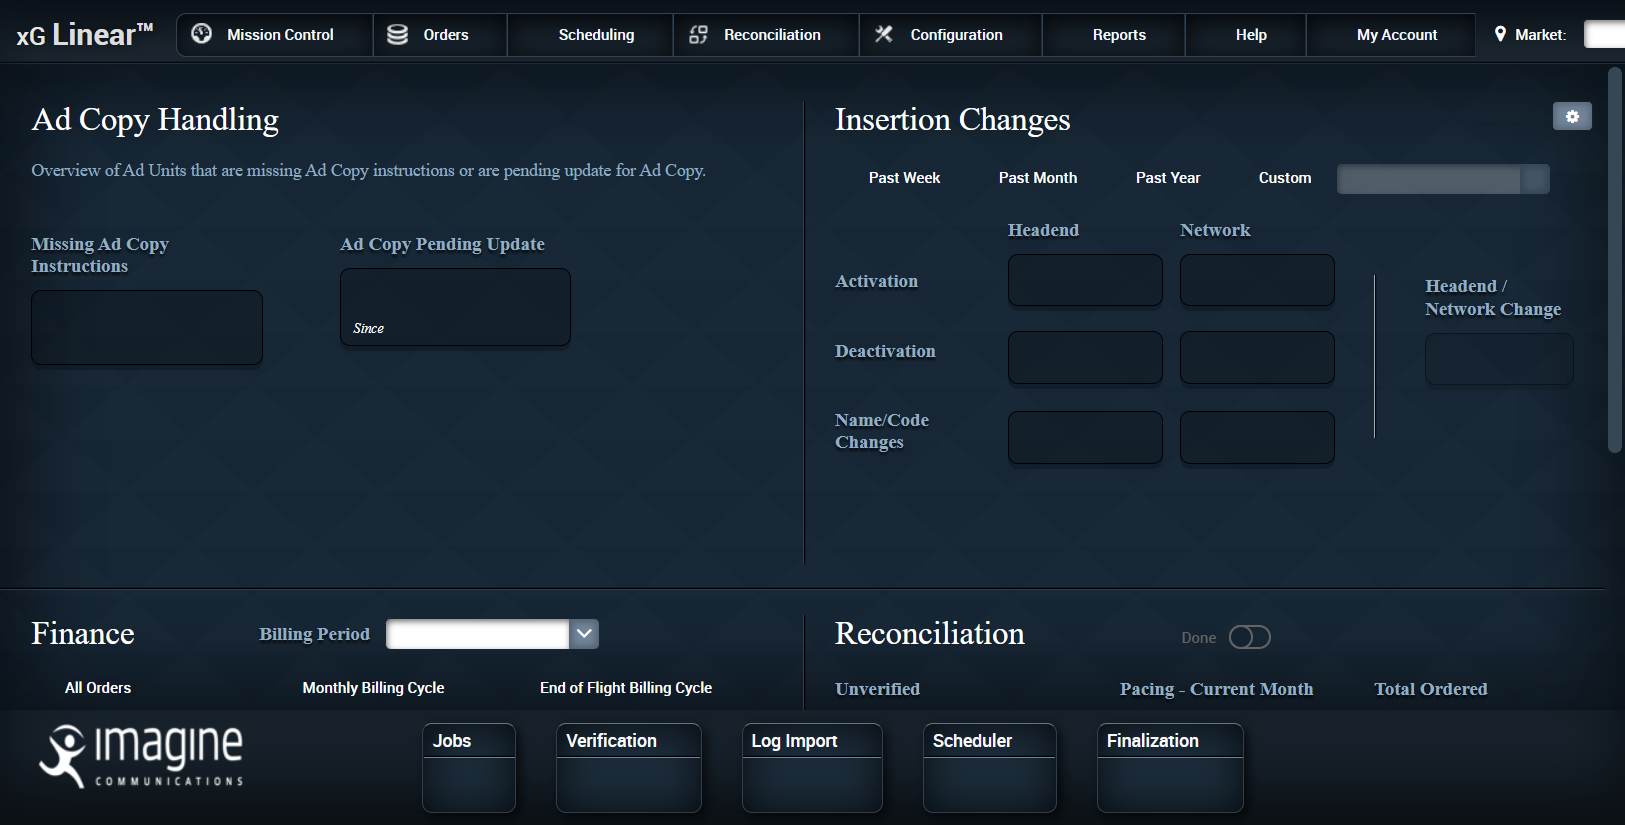 xG Linear™
Mission Control
Orders
Scheduling
Reconciliation
Configuration
Reports
Help
My Account
Market:
Ad Copy Handling
Overview of Ad Units that are missing Ad Copy instructions or are pending update for Ad Copy.
Missing Ad Copy
Instructions
Ad Copy Pending Update
Since
Insertion Changes
Past Week
Past Month
Past Year
Custom
Headend
Network
Activation
Deactivation
Name/Code
Changes
Headend /
Network Change
Finance
Billing Period
All Orders
Monthly Billing Cycle
End of Flight Billing Cycle
Reconciliation
Done
Unverified
Pacing - Current Month
Total Ordered
imagine
COMMUNICATIONS
Jobs
Verification
Log Import
Scheduler
Finalization